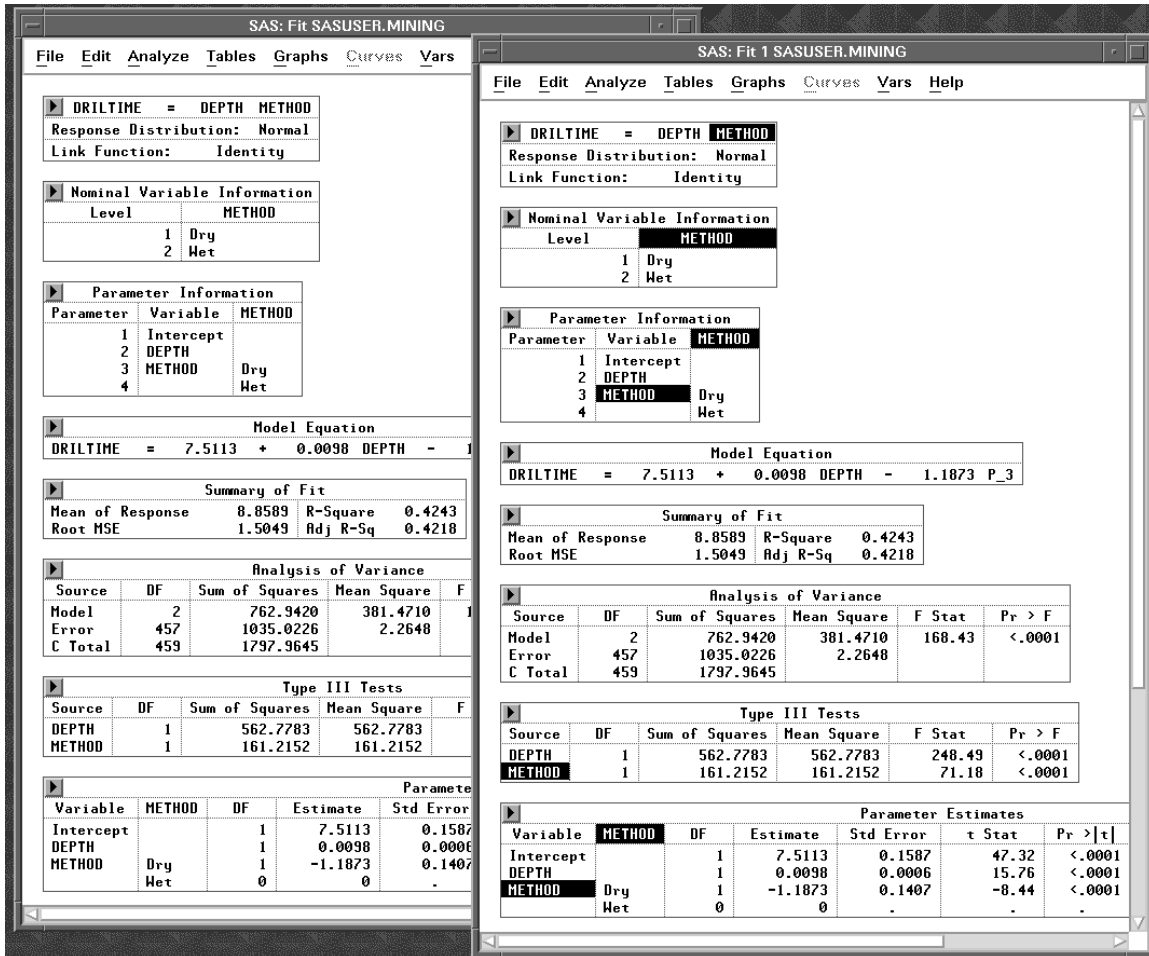 SAS: Fit SASUSER.MINING
File Edit Analyze Tables Graphs Curves Vars
DRILTIME = DEPTH METHOD
Response Distribution: Normal
Link Function: Identity
Nominal Variable Information
Level METHOD
1 Dry
2 Wet
Parameter Information
Parameter Variable METHOD
1 Intercept
2 DEPTH
3 METHOD Dry
4 Wet
Model Equation
DRILTIME = 7.5113 + 0.0098 DEPTH - 1
Summary of Fit
Mean of Response 8.8589 R-Square 0.4243
Root MSE 1.5049 Adj R-Sq 0.4218
Analysis of Variance
Source DF Sum of Squares Mean Square F
Model 2 762.9420 381.4710 1
Error 457 1035.0226 2.2648
C Total 459 1797.9645
Type III Tests
Source DF Sum of Squares Mean Square F
DEPTH 1 562.7783 562.7783
METHOD 1 161.2152 161.2152
Paramete
Variable METHOD DF Estimate Std Error
Intercept 1 7.5113 0.1587
DEPTH 1 0.0098 0.0006
METHOD Dry 1 -1.1873 0.1407
Wet 0 0 .
SAS: Fit 1 SASUSER.MINING
File Edit Analyze Tables Graphs Curves Vars Help
DRILTIME = DEPTH METHOD
Response Distribution: Normal
Link Function: Identity
Nominal Variable Information
Level METHOD
1 Dry
2 Wet
Parameter Information
Parameter Variable METHOD
1 Intercept
2 DEPTH
3 METHOD Dry
4 Wet
Model Equation
DRILTIME = 7.5113 + 0.0098 DEPTH - 1.1873 P_3
Summary of Fit
Mean of Response 8.8589 R-Square 0.4243
Root MSE 1.5049 Adj R-Sq 0.4218
Analysis of Variance
Source DF Sum of Squares Mean Square F Stat Pr > F
Model 2 762.9420 381.4710 168.43 <.0001
Error 457 1035.0226 2.2648
C Total 459 1797.9645
Type III Tests
Source DF Sum of Squares Mean Square F Stat Pr > F
DEPTH 1 562.7783 562.7783 248.49 <.0001
METHOD 1 161.2152 161.2152 71.18 <.0001
Parameter Estimates
Variable METHOD DF Estimate Std Error t Stat Pr >|t|
Intercept 1 7.5113 0.1587 47.32 <.0001
DEPTH 1 0.0098 0.0006 15.76 <.0001
METHOD Dry 1 -1.1873 0.1407 -8.44 <.0001
Wet 0 0 . . .